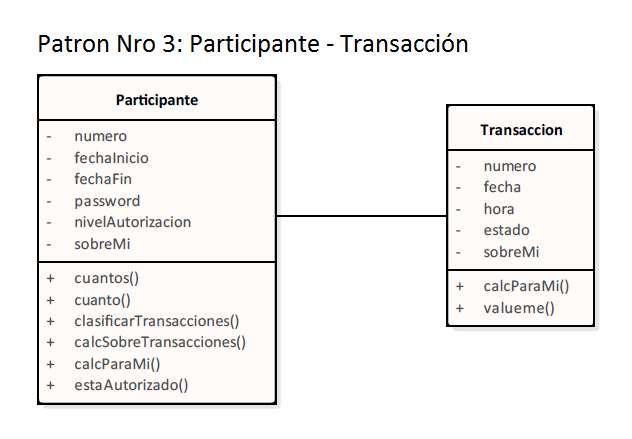 Patron Nro 3: Participante - Transacción
Participante
- numero
- fechaInicio
- fechaFin
- password
- nivelAutorizacion
- sobreMi
+ cuantos()
+ cuanto()
+ clasificarTransacciones()
+ calcSobreTransacciones()
+ calcParaMi()
+ estaAutorizado()
Transaccion
- numero
- fecha
- hora
- estado
- sobreMi
+ calcParaMi()
+ valueme()